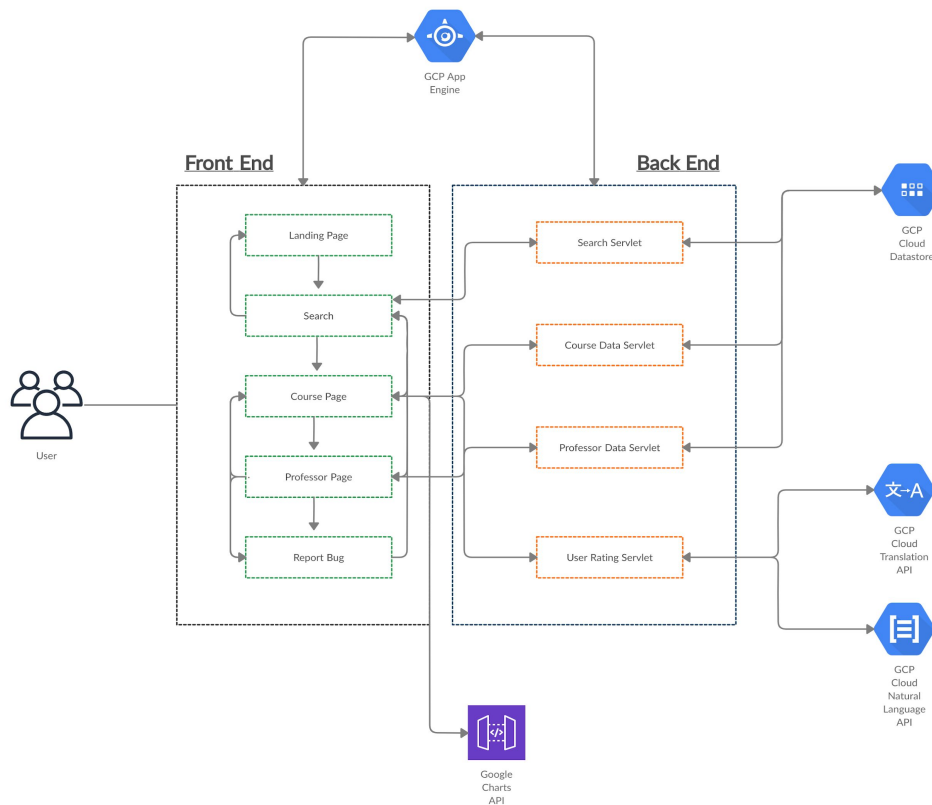 GCP App
Engine
Front End
Back End
Landing Page
Search Servlet
GCP
Cloud
Datastore
Search
Course Data Servlet
Course Page
User
Professor Data Servlet
Professor Page
文→A
GCP
Cloud
Translation
API
Report Bug
User Rating Servlet
GCP
Cloud
Natural
Language
API
</>
Google
Charts
API